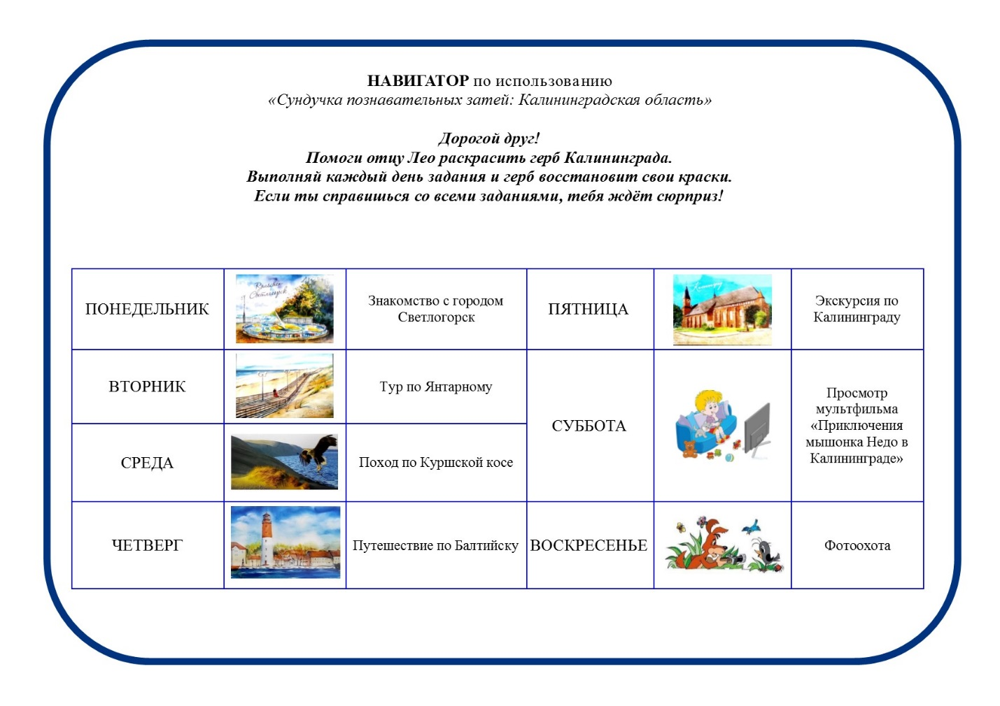 НАВИГАТОР по использованию
«Сундучка познавательных затей: Калининградская область»
Дорогой друг!
Помоги отцу Лео раскрасить герб Калининграда.
Выполняй каждый день задания и герб восстановит свои краски.
Если ты справишься со всеми заданиями, тебя ждёт сюрприз!
ПОНЕДЕЛЬНИК
Светлогорск
Знакомство с городом
Светлогорск
ПЯТНИЦА
Калининград
Экскурсия по
Калининграду
ВТОРНИК
Тур по Янтарному
СРЕДА
Поход по Куршской косе
СУББОТА
Просмотр
мультфильма
«Приключения
мышонка Недо в
Калининграде»
ЧЕТВЕРГ
Путешествие по Балтийску
ВОСКРЕСЕНЬЕ
Фотоохота